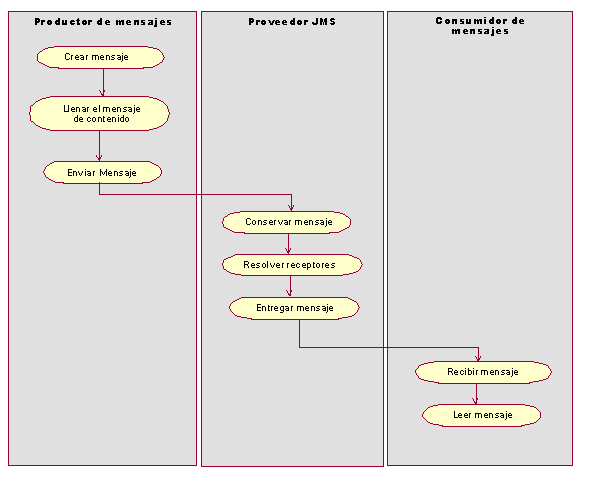 Productor de mensajes
Proveedor JMS
Consumidor de
mensajes
Crear mensaje
Llenar el mensaje
de contenido
Enviar Mensaje
Conservar mensaje
Resolver receptores
Entregar mensaje
Recibir mensaje
Leer mensaje